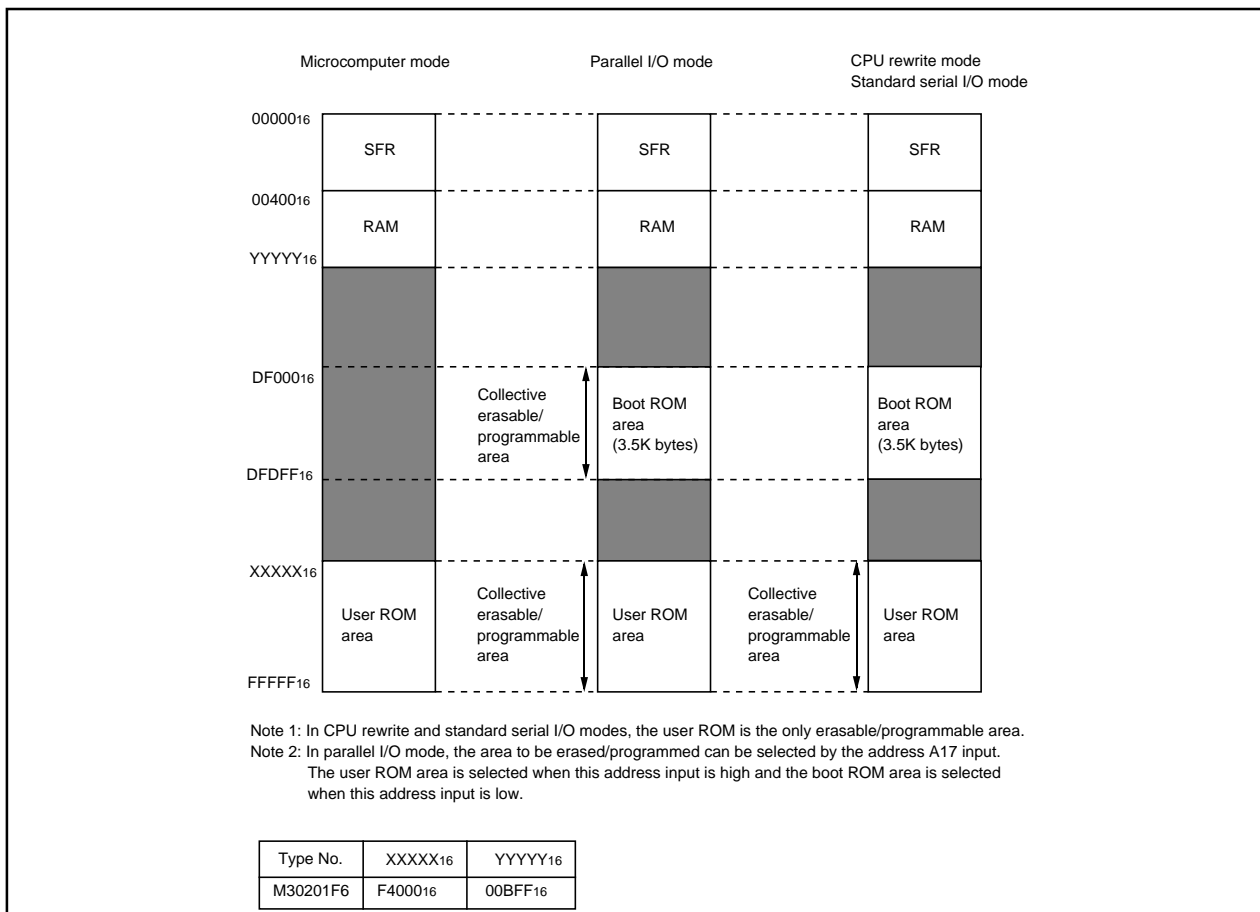 Microcomputer mode
Parallel I/O mode
CPU rewrite mode
Standard serial I/O mode
0000016
SFR
SFR
SFR
0040016
RAM
RAM
RAM
YYYYY16
DF00016
Collective
erasable/
programmable
area
Boot ROM
area
(3.5K bytes)
Boot ROM
area
(3.5K bytes)
DFDFF16
XXXXX16
User ROM
area
Collective
erasable/
programmable
area
User ROM
area
Collective
erasable/
programmable
area
User ROM
area
FFFFF16
Note 1: In CPU rewrite and standard serial I/O modes, the user ROM is the only erasable/programmable area.
Note 2: In parallel I/O mode, the area to be erased/programmed can be selected by the address A17 input.
The user ROM area is selected when this address input is high and the boot ROM area is selected
when this address input is low.
Type No. XXXXX16 YYYYY16
M30201F6 F400016 00BFF16